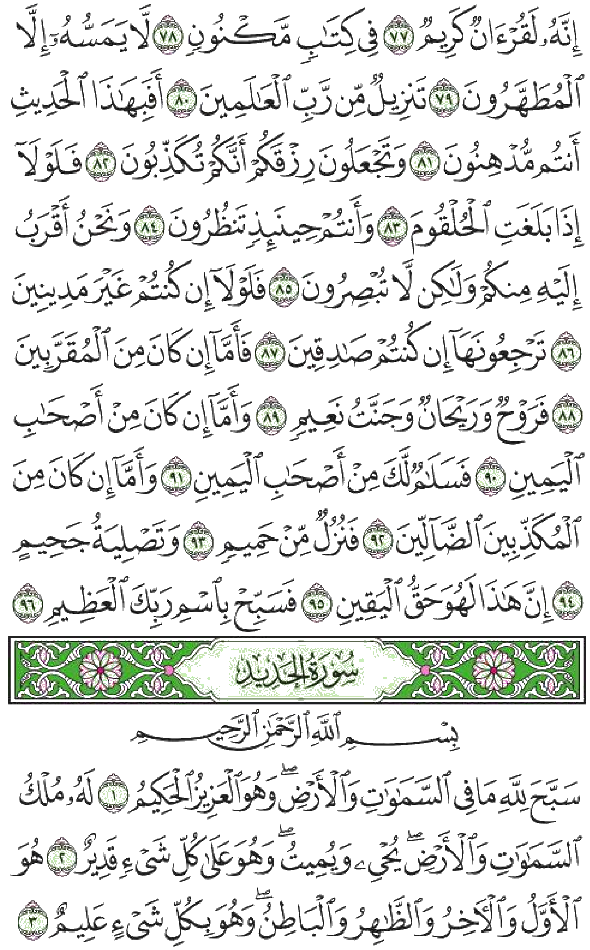 إِنَّهُۥ لَقُرْءَانٌ كَرِيمٌ ٧٧ فِي كِتَٰبٍ مَّكْنُونٍ ٧٨ لَّا يَمَسُّهُۥٓ إِلَّا
ٱلْمُطَهَّرُونَ ٧٩ تَنزِيلٌ مِّن رَّبِّ ٱلْعَٰلَمِينَ ٨٠ أَفَبِهَٰذَا ٱلْحَدِيثِ
أَنتُم مُّدْهِنُونَ ٨١ وَتَجْعَلُونَ رِزْقَكُمْ أَنَّكُمْ تُكَذِّبُونَ ٨٢ فَلَوْلَآ
إِذَا بَلَغَتِ ٱلْحُلْقُومَ ٨٣ وَأَنتُمْ حِينَئِذٍ تَنظُرُونَ ٨٤ وَنَحْنُ أَقْرَبُ
إِلَيْهِ مِنكُمْ وَلَٰكِن لَّا تُبْصِرُونَ ٨٥ فَلَوْلَآ إِن كُنتُمْ غَيْرَ مَدِينِينَ
٨٦ تَرْجِعُونَهَآ إِن كُنتُمْ صَٰدِقِينَ ٨٧ فَأَمَّآ إِن كَانَ مِنَ ٱلْمُقَرَّبِينَ
٨٨ فَرَوْحٌ وَرَيْحَانٌ وَجَنَّتُ نَعِيمٍ ٨٩ وَأَمَّآ إِن كَانَ مِنْ أَصْحَٰبِ
ٱلْيَمِينِ ٩٠ فَسَلَٰمٌ لَّكَ مِنْ أَصْحَٰبِ ٱلْيَمِينِ ٩١ وَأَمَّآ إِن كَانَ مِنَ
ٱلْمُكَذِّبِينَ ٱلضَّآلِّينَ ٩٢ فَنُزُلٌ مِّنْ حَمِيمٍ ٩٣ وَتَصْلِيَةُ جَحِيمٍ
٩٤ إِنَّ هَٰذَا لَهُوَ حَقُّ ٱلْيَقِينِ ٩٥ فَسَبِّحْ بِٱسْمِ رَبِّكَ ٱلْعَظِيمِ ٩٦
سُورَةُ الحَدِيدِ
بِسْمِ ٱللَّهِ ٱلرَّحْمَٰنِ ٱلرَّحِيمِ
سَبَّحَ لِلَّهِ مَا فِي ٱلسَّمَٰوَٰتِ وَٱلْأَرْضِۖ وَهُوَ ٱلْعَزِيزُ ٱلْحَكِيمُ ١ لَهُۥ مُلْكُ
ٱلسَّمَٰوَٰتِ وَٱلْأَرْضِۖ يُحْيِۦ وَيُمِيتُۖ وَهُوَ عَلَىٰ كُلِّ شَيْءٍ قَدِيرٌ ٢ هُوَ
ٱلْأَوَّلُ وَٱلْءَاخِرُ وَٱلظَّٰهِرُ وَٱلْبَاطِنُۖ وَهُوَ بِكُلِّ شَيْءٍ عَلِيمٌ ٣